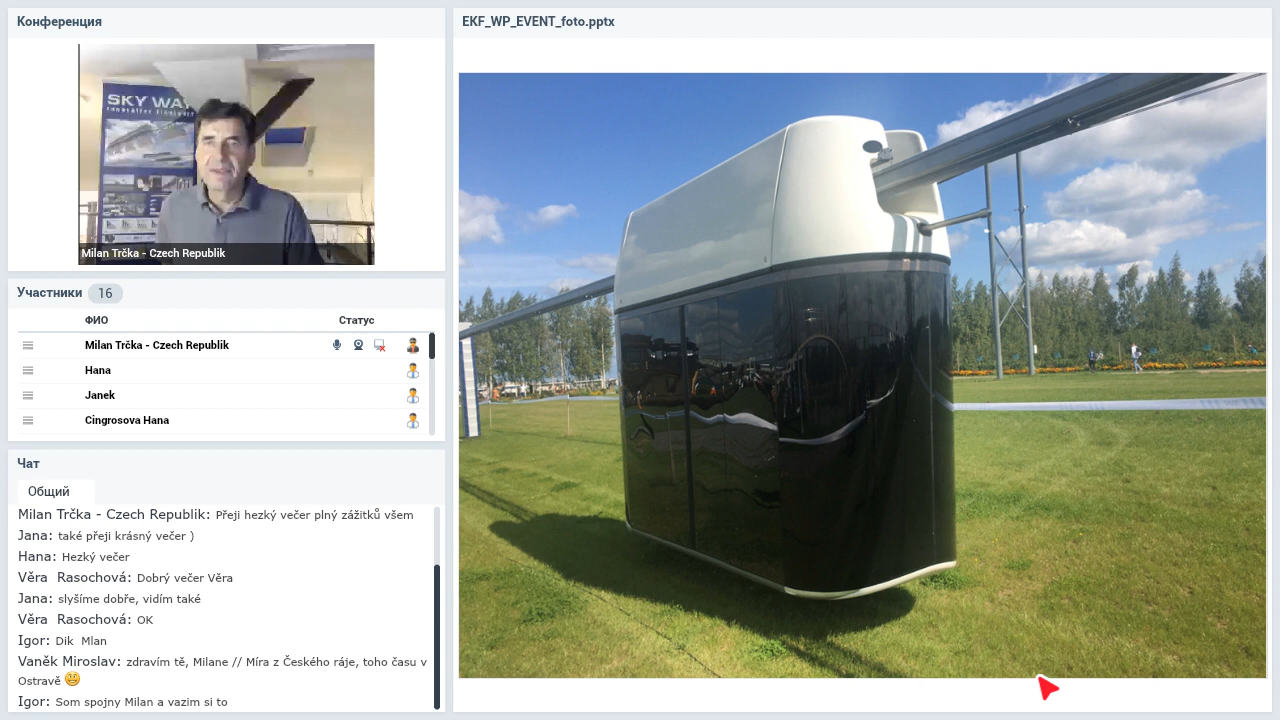 Конференция
SKY WAY
Milan Trčka - Czech Republik
Участники 16
ФИО Статус
Milan Trčka - Czech Republik
Hana
Janek
Cingrosova Hana
Чат
Общий
Milan Trčka - Czech Republik: Přeji hezký večer plný zážitků všem
Jana: také přeji krásný večer )
Hana: Hezký večer
Věra Rasochová: Dobrý večer Věra
Jana: slyšíme dobře, vidím také
Věra Rasochová: OK
Igor: Dik Mlan
Vaněk Miroslav: zdravím tě, Milane // Míra z Českého ráje, toho času v
Ostravě
Igor: Som spojny Milan a vazim si to
EKF_WP_EVENT_foto.pptx